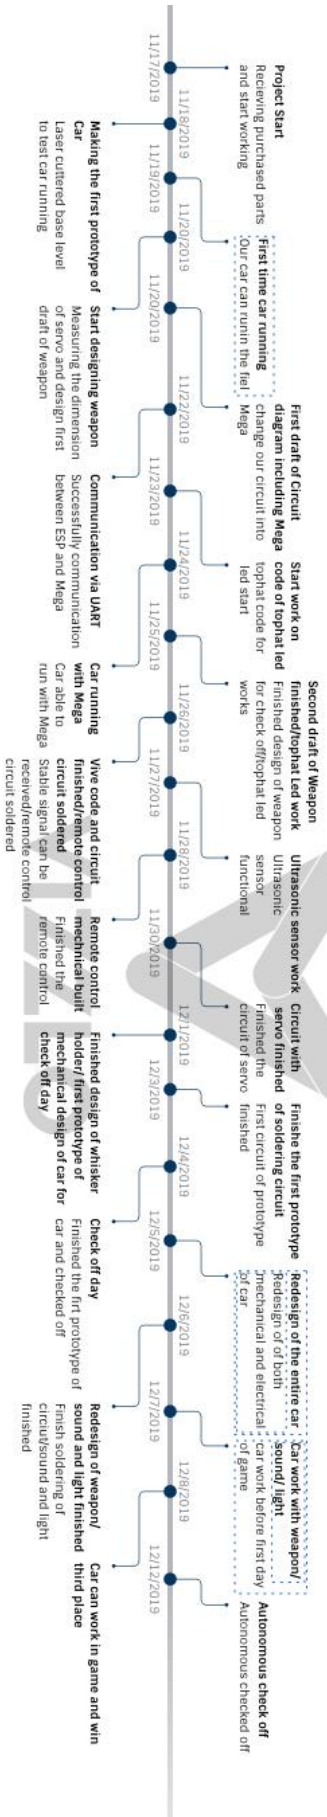 Project Start
Recieving purchased parts
and start working
First time car running
Our car can runin the fiel
First draft of Circuit
diagram including Mega
change our circuit into
Mega
Start work on
code of tophat led
tophat code for
led start
Second draft of Weapon
finished/tophat Led work
Finished design of weapon
for check off/tophat led
works
Ultrasonic sensor work
Ultrasonic
sensor
functional
Circuit with
servo finished
Finished the
circuit of servo
Finishe the first prototype
of soldering circuit
First circuit of prototype
finished
Redesign of the entire car
Redesign of of both
mechanical and electrical
of car
Car work with weapon/
sound/ light
car work before first day
of game
Autonomous check off
Autonomous checked off
11/17/2019
11/18/2019
11/19/2019
11/20/2019
11/20/2019
11/22/2019
11/23/2019
11/24/2019
11/25/2019
11/26/2019
11/27/2019
11/28/2019
11/30/2019
12/1/2019
12/3/2019
12/4/2019
12/5/2019
12/6/2019
12/7/2019
12/8/2019
12/12/2019
Making the first prototype of
Car
Laser cuttered base level
to test car running
Start designing weapon
Measuring the dimension
of servo and design first
draft of weapon
Communication via UART
Successfully communication
between ESP and Mega
Car running
with Mega
Car able to
run with Mega
Vive code and circuit
finished/remote control
circuit soldered
Stable signal can be
received/remote control
circuit soldered
Remote control
mechnical built
Finished the
remote control
Finished design of whisker
holder/ first prototype of
mechanical design of car for
check off day
Check off day
Finished the firt prototype of
car and checked off
Redesign of weapon/
sound and light finished
Finish soldering of
circius/sound and light
finished
Car can work in game and win
third place